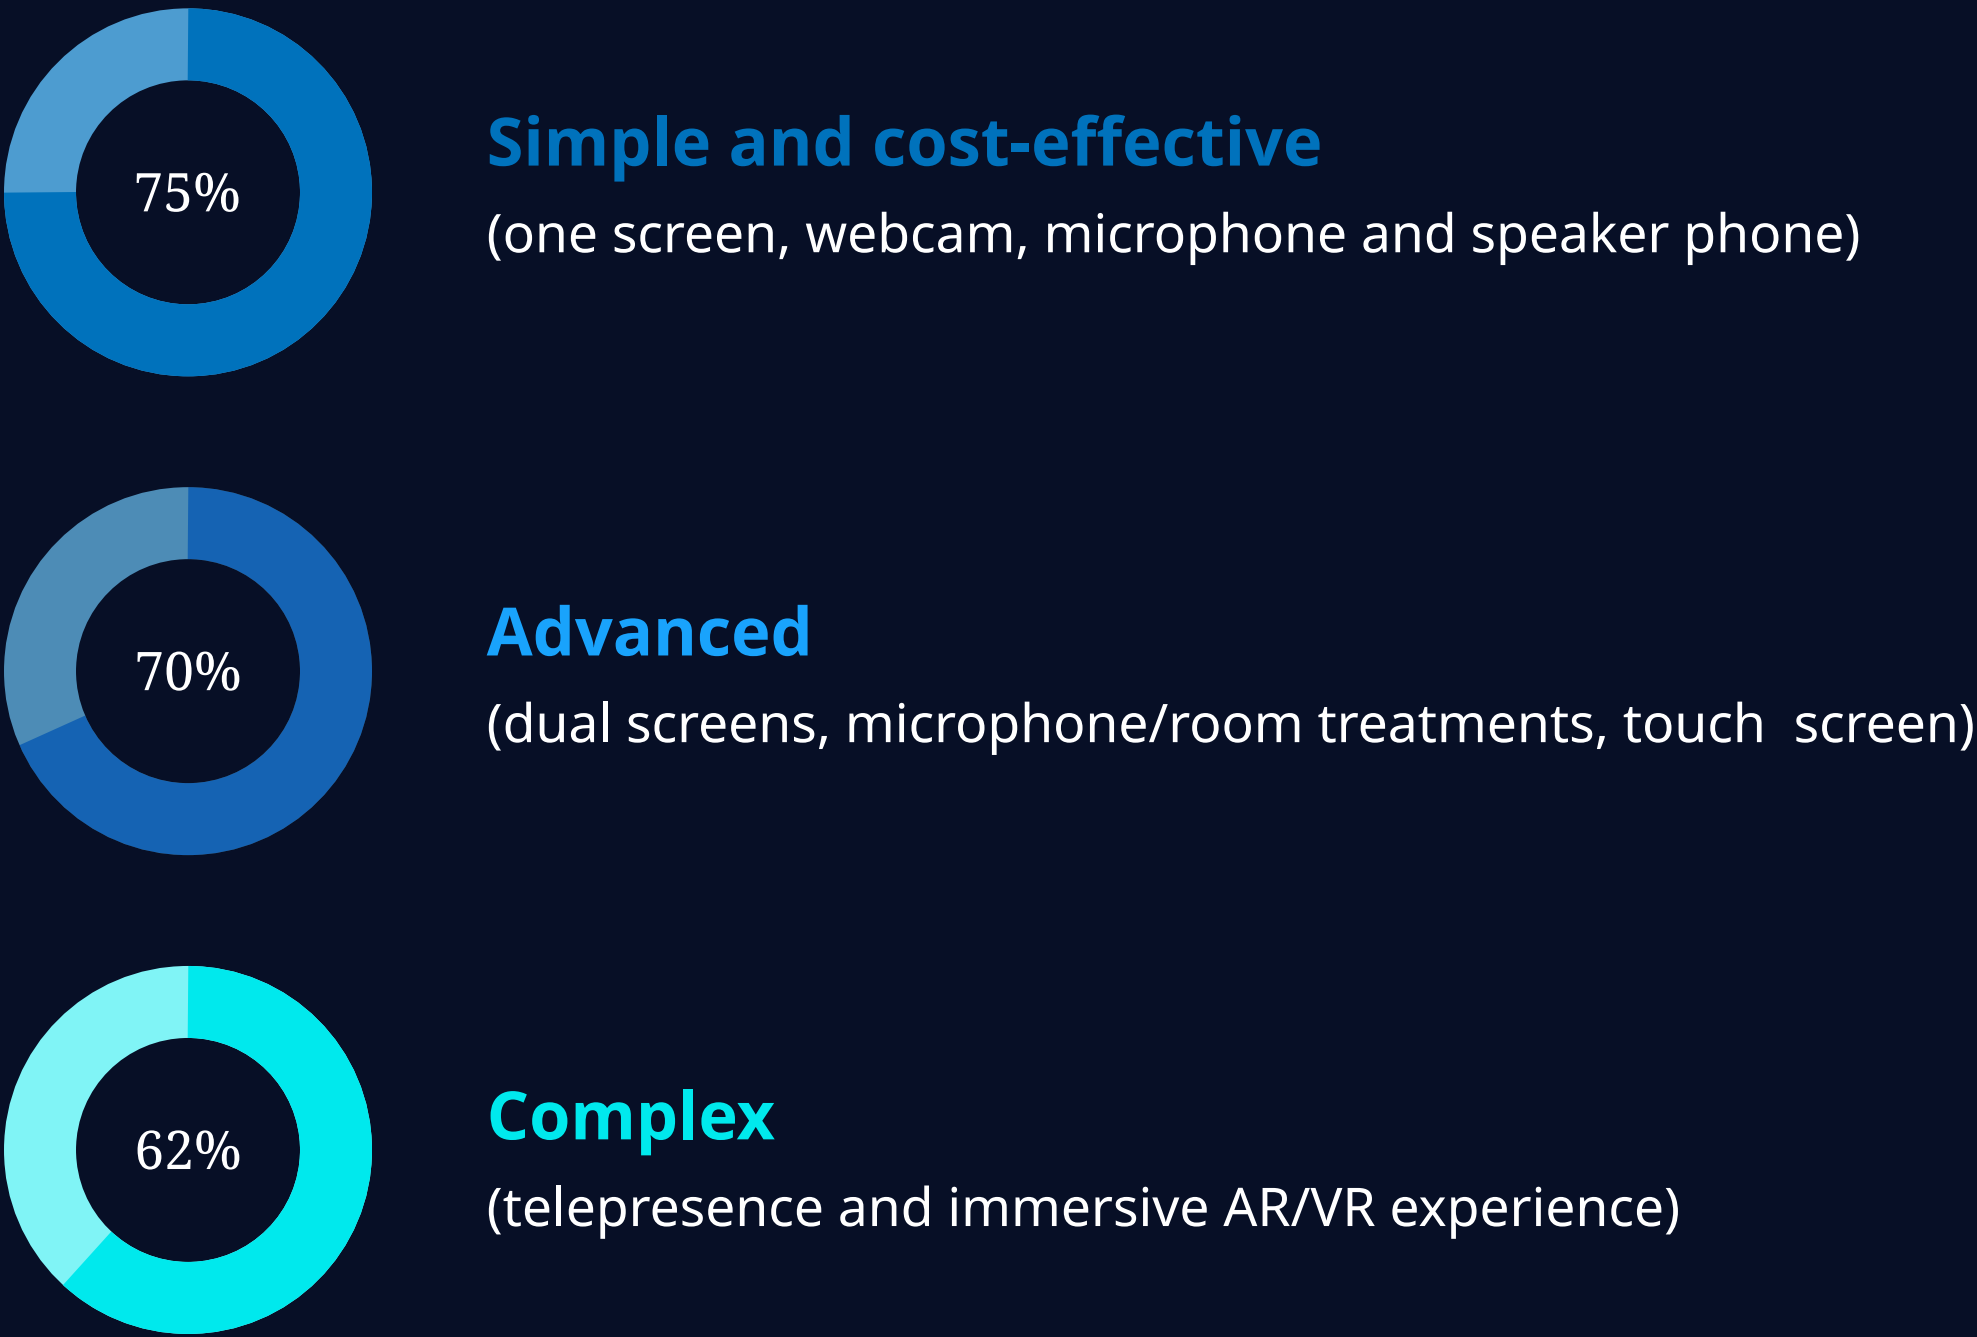 75%
Simple and cost-effective
(one screen, webcam, microphone and speaker phone)
70%
Advanced
(dual screens, microphone/room treatments, touch  screen)
62%
Complex
(telepresence and immersive AR/VR experience)